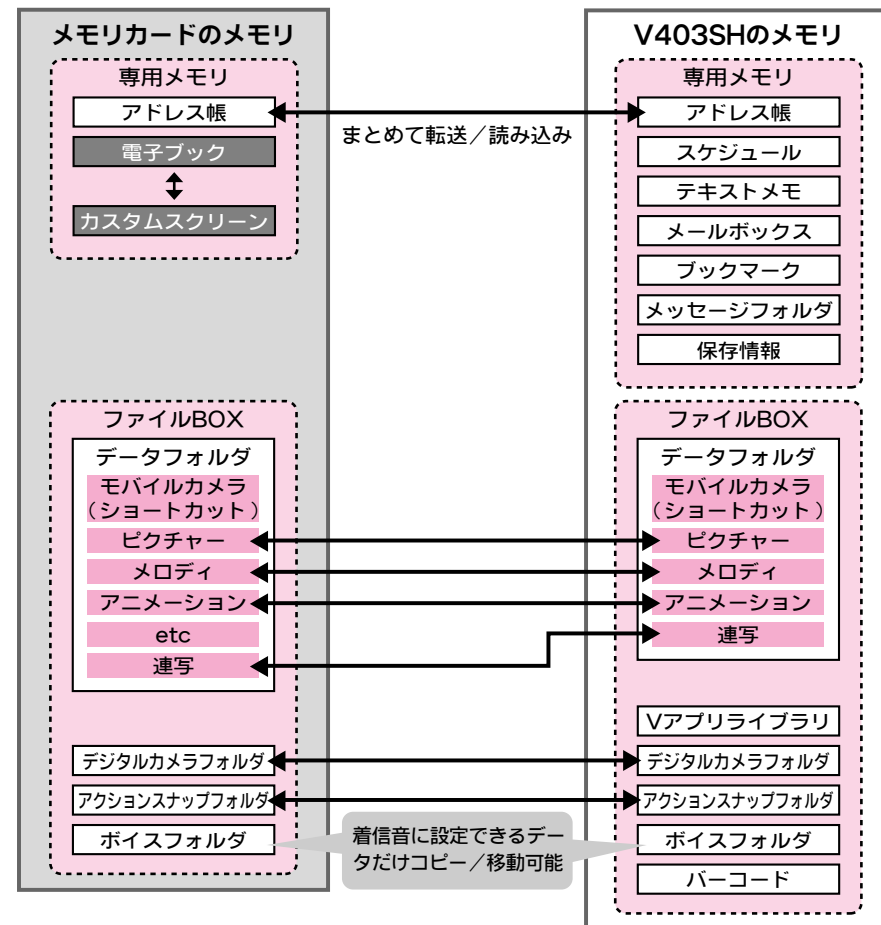 メモリカードのメモリ
専用メモリ
アドレス帳
電子ブック
カスタムスクリーン
ファイルBOX
データフォルダ
モバイルカメラ
(ショートカット)
ピクチャー
メロディ
アニメーション
etc
連写
デジタルカメラフォルダ
アクションスナップフォルダ
ボイスフォルダ
まとめて転送/読み込み
着信音に設定できるデー
タだけコピー/移動可能
V403SHのメモリ
専用メモリ
アドレス帳
スケジュール
テキストメモ
メールボックス
ブックマーク
メッセージフォルダ
保存情報
ファイルBOX
データフォルダ
モバイルカメラ
(ショートカット)
ピクチャー
メロディ
アニメーション
連写
Vアプリライブラリ
デジタルカメラフォルダ
アクションスナップフォルダ
ボイスフォルダ
バーコード